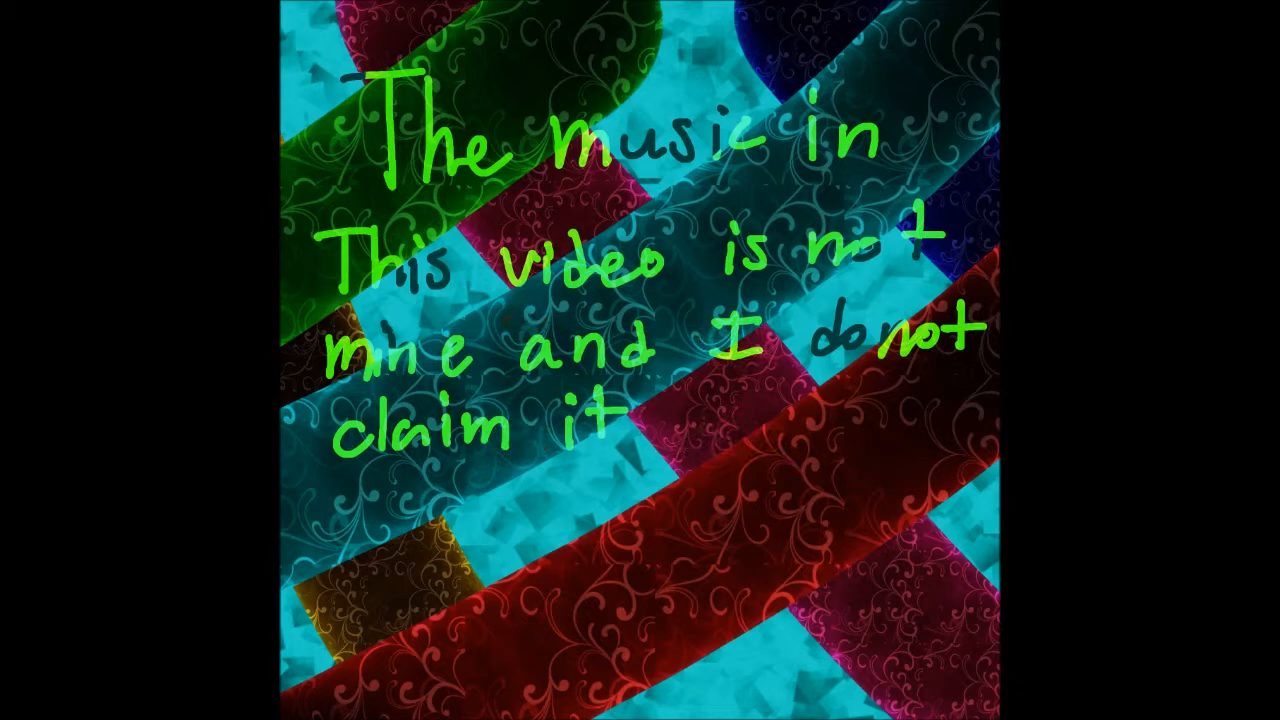 The music in
This video is not
mine and I do not
claim it